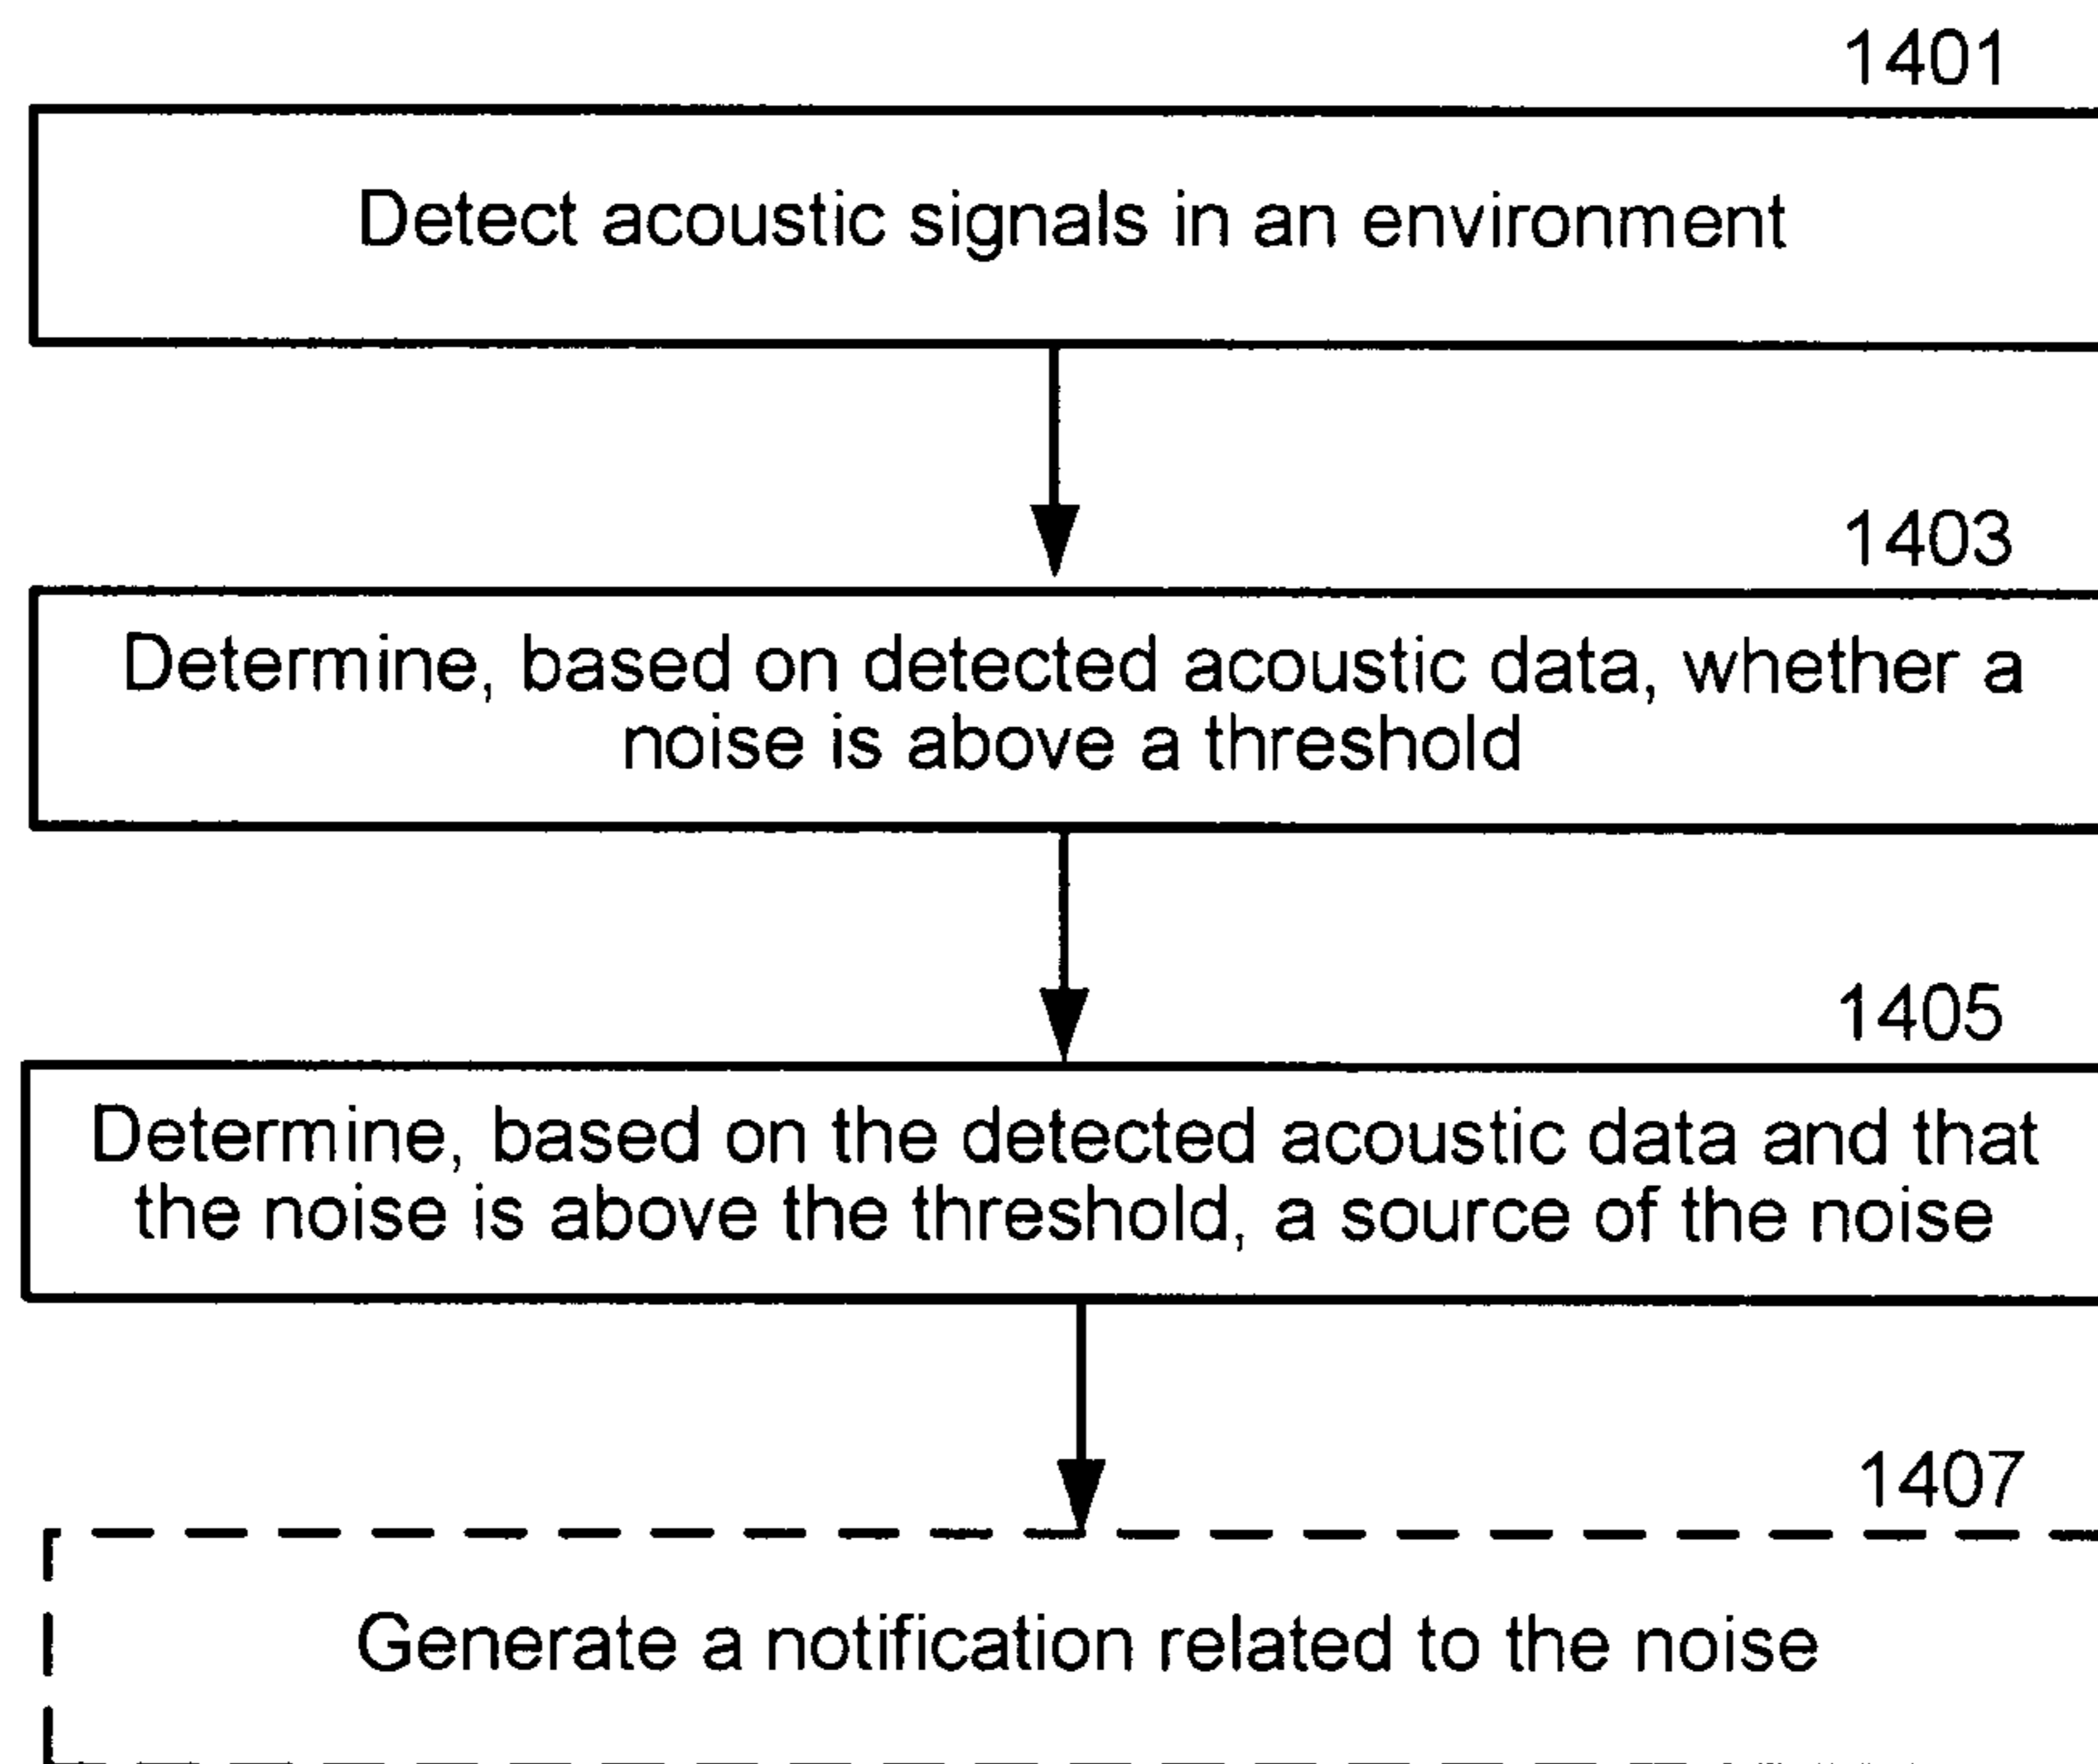 1401
Detect acoustic signals in an environment
1403
Determine, based on detected acoustic data, whether a
noise is above a threshold
1405
Determine, based on the detected acoustic data and that
the noise is above the threshold, a source of the noise
1407
Generate a notification related to the noise